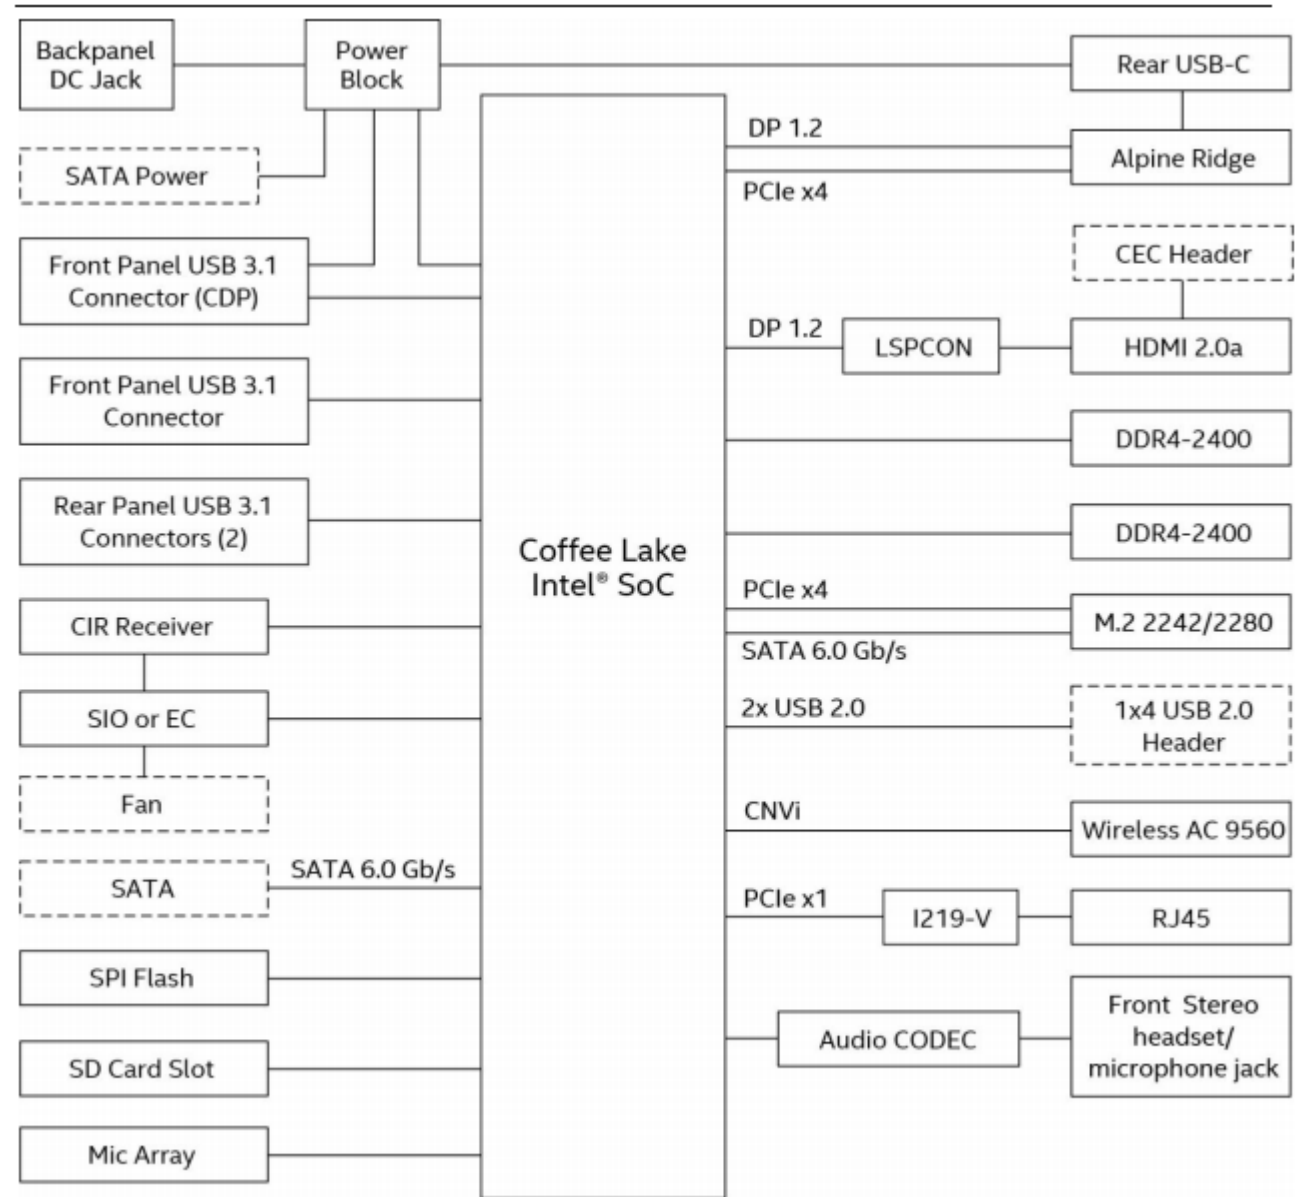 Backpanel
DC Jack
Power
Block
Rear USB-C
DP 1.2
Alpine Ridge
PCIe x4
SATA Power
CEC Header
Front Panel USB 3.1
Connector (CDP)
DP 1.2
LSPCON
HDMI 2.0a
Front Panel USB 3.1
Connector
DDR4-2400
Rear Panel USB 3.1
Connectors (2)
DDR4-2400
Coffee Lake
Intel® SoC
PCIe x4
M.2 2242/2280
SATA 6.0 Gb/s
CIR Receiver
SIO or EC
2x USB 2.0
1x4 USB 2.0
Header
Fan
CNVi
Wireless AC 9560
SATA
SATA 6.0 Gb/s
PCIe x1
I219-V
RJ45
SPI Flash
Audio CODEC
Front Stereo
headset/
microphone jack
SD Card Slot
Mic Array